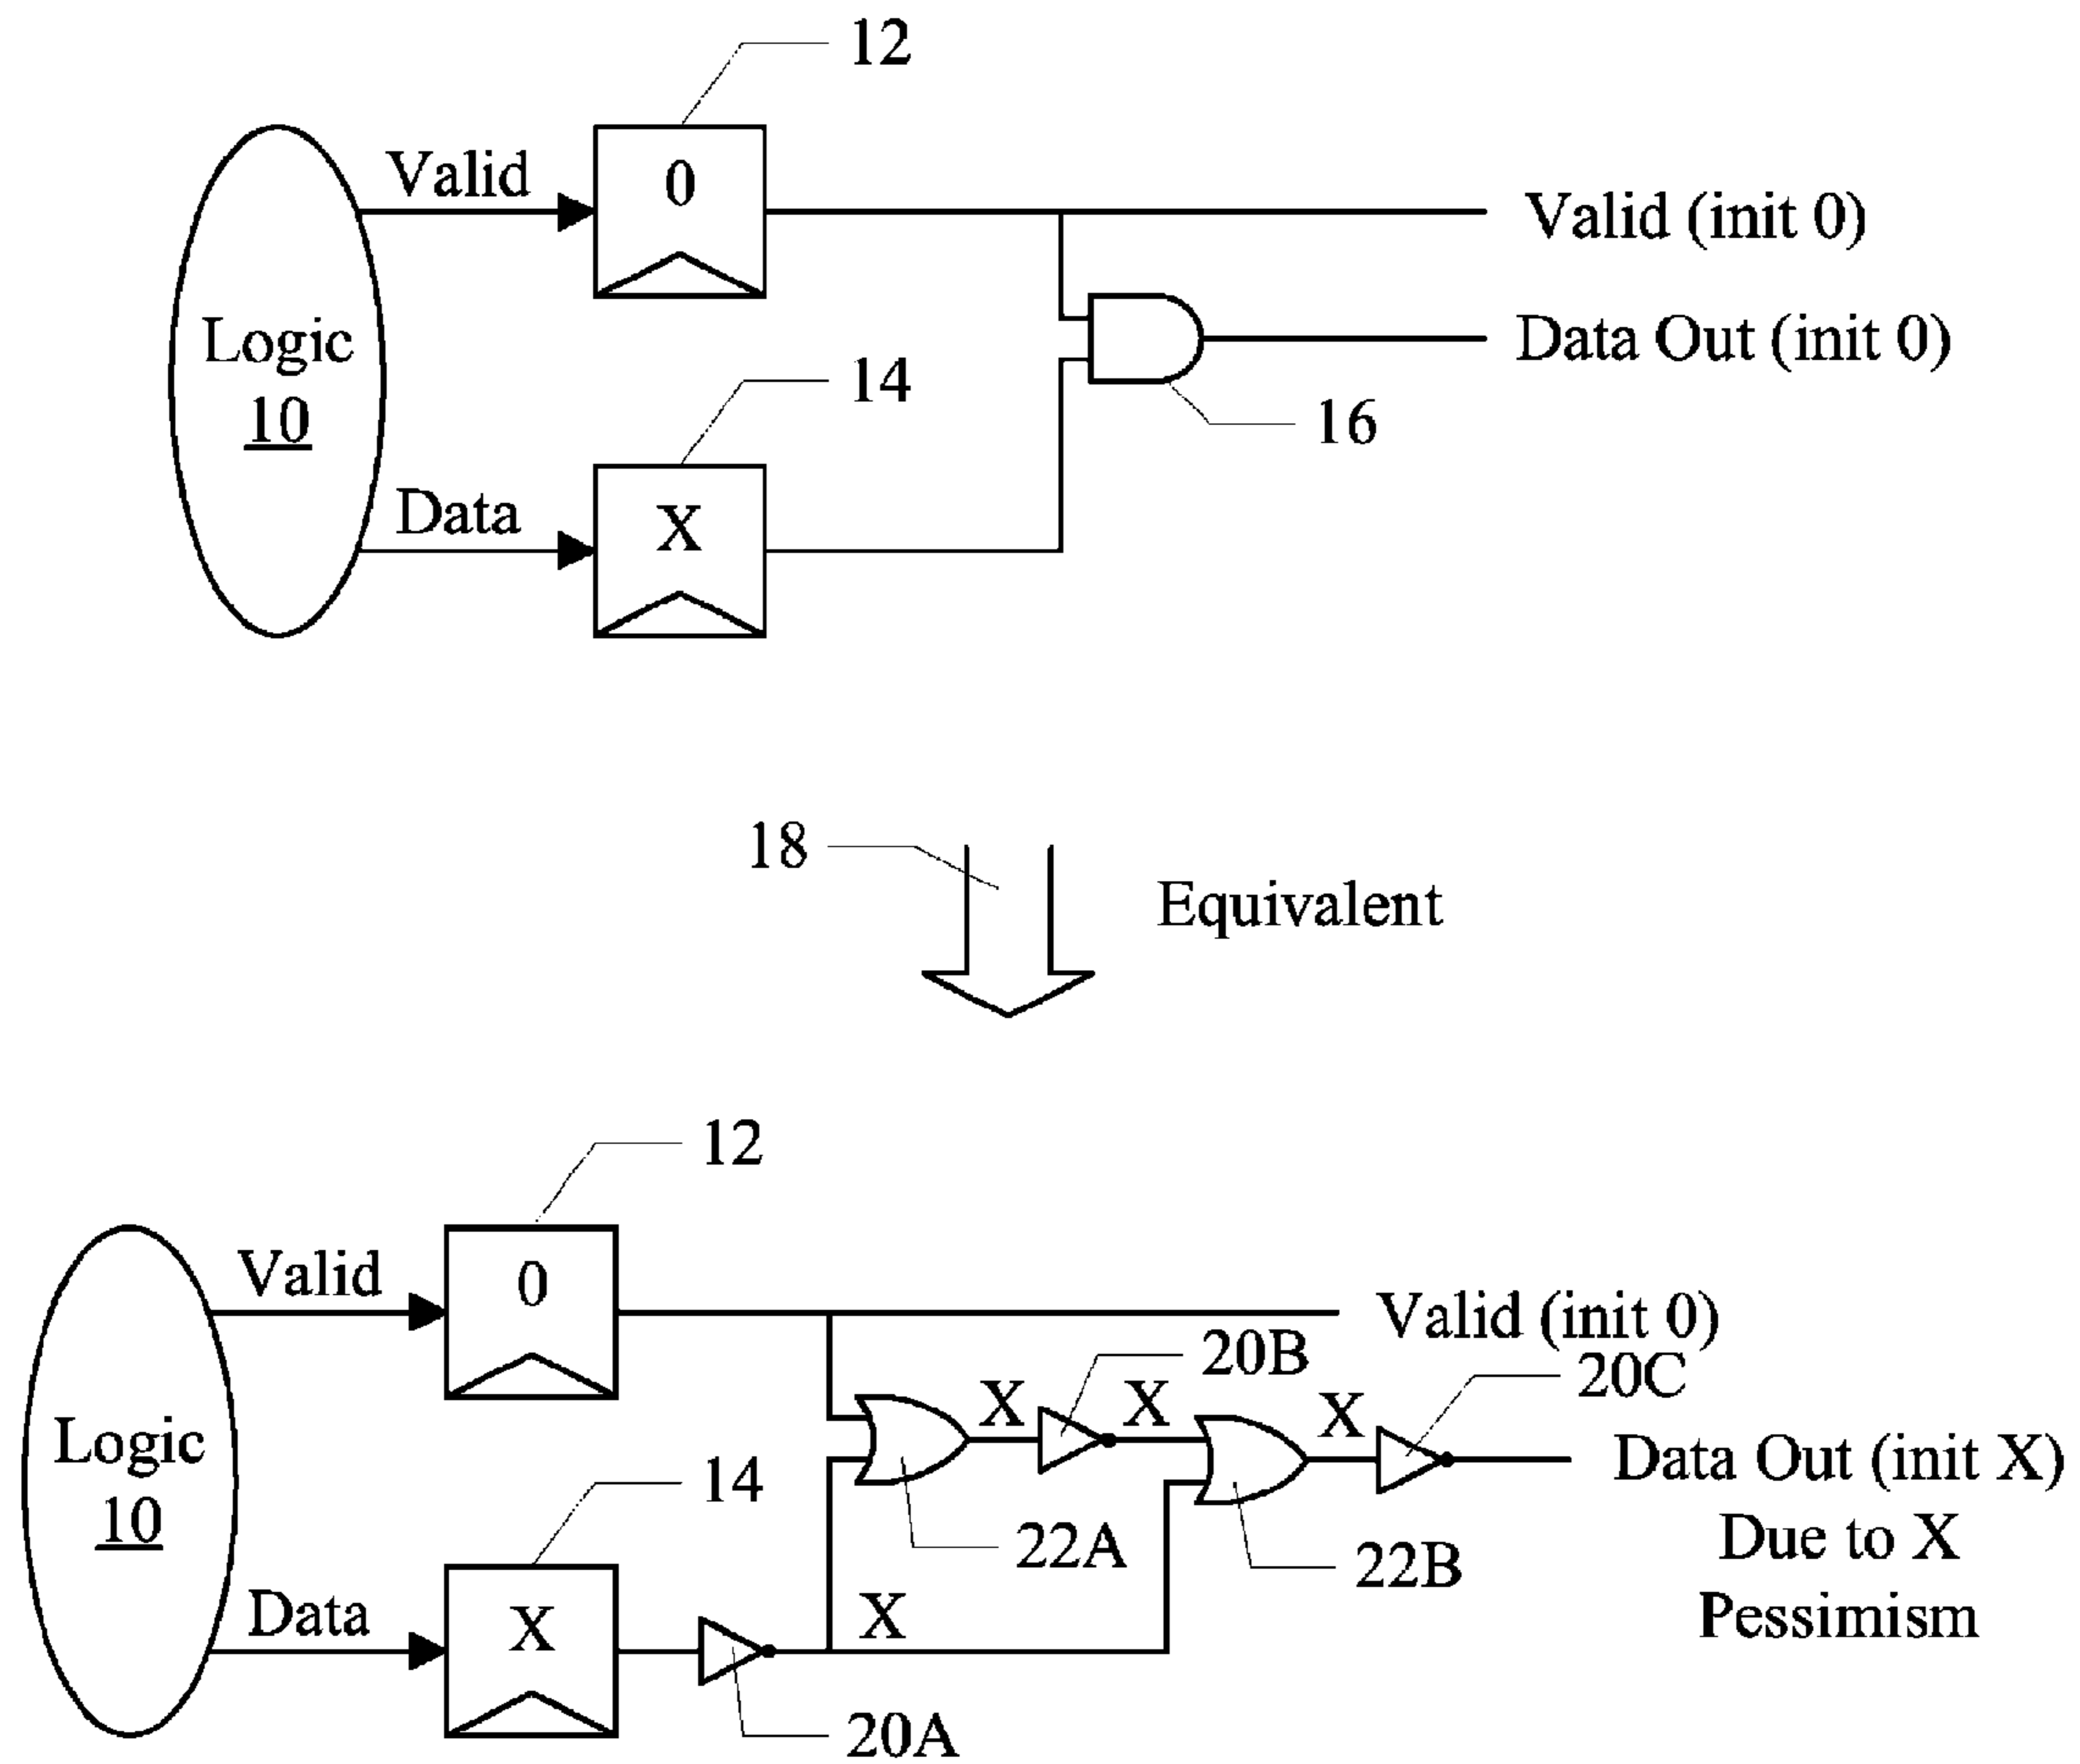 12
Valid
0
Valid (init 0)
Logic
10
Data Out (init 0)
14
16
Data
X
18
Equivalent
12
Valid
0
Valid (init 0)
20B
20C
X
X
X
Logic
10
Data Out (init X)
Due to X
Pessimism
14
22A
22B
Data
X
X
20A